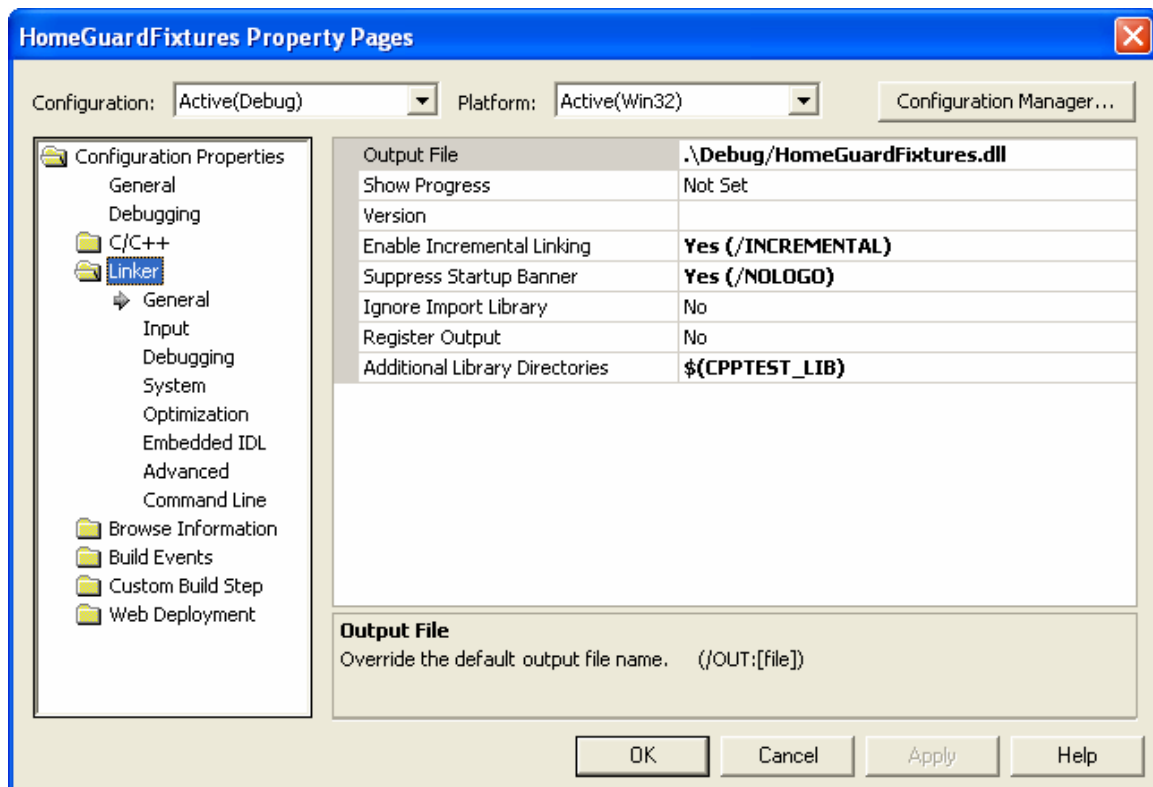 HomeGuardFixtures Property Pages
Configuration: Active(Debug) Platform: Active(Win32) Configuration Manager...
Configuration Properties
General
Debugging
C/C++
Linker
General
Input
Debugging
System
Optimization
Embedded IDL
Advanced
Command Line
Browse Information
Build Events
Custom Build Step
Web Deployment
Output File .\Debug/HomeGuardFixtures.dll
Show Progress Not Set
Version
Enable Incremental Linking Yes (/INCREMENTAL)
Suppress Startup Banner Yes (/NOLOGO)
Ignore Import Library No
Register Output No
Additional Library Directories $(CPPTEST_LIB)
Output File
Override the default output file name. (/OUT:[file])
OK Cancel Apply Help